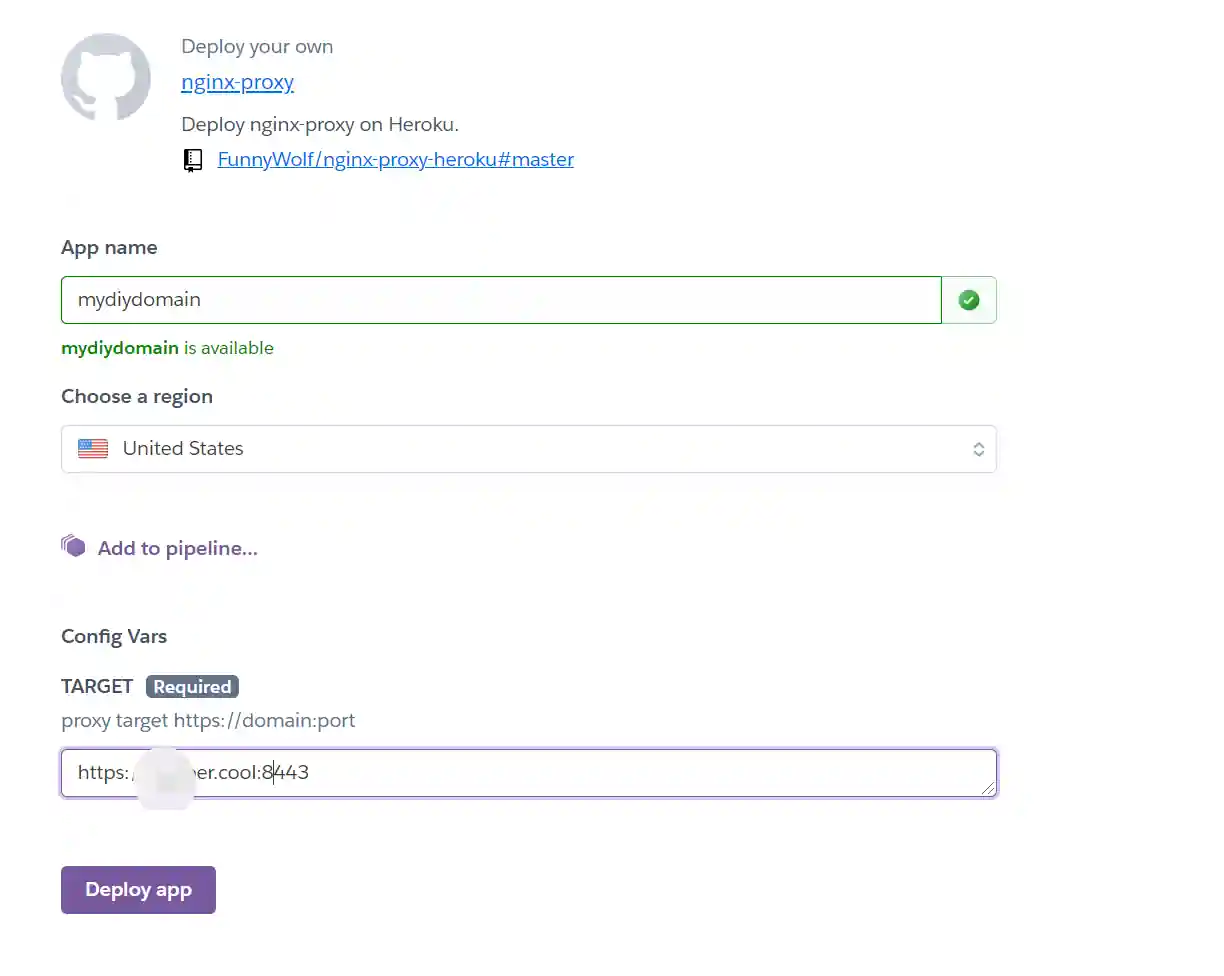 Deploy your own
nginx-proxy
Deploy nginx-proxy on Heroku.
FunnyWolf/nginx-proxy-heroku#master
App name
mydiydomain
mydiydomain is available
Choose a region
United States
Add to pipeline...
Config Vars
TARGET Required
proxy target https://domain:port
https:/ er.cool:8443
Deploy app